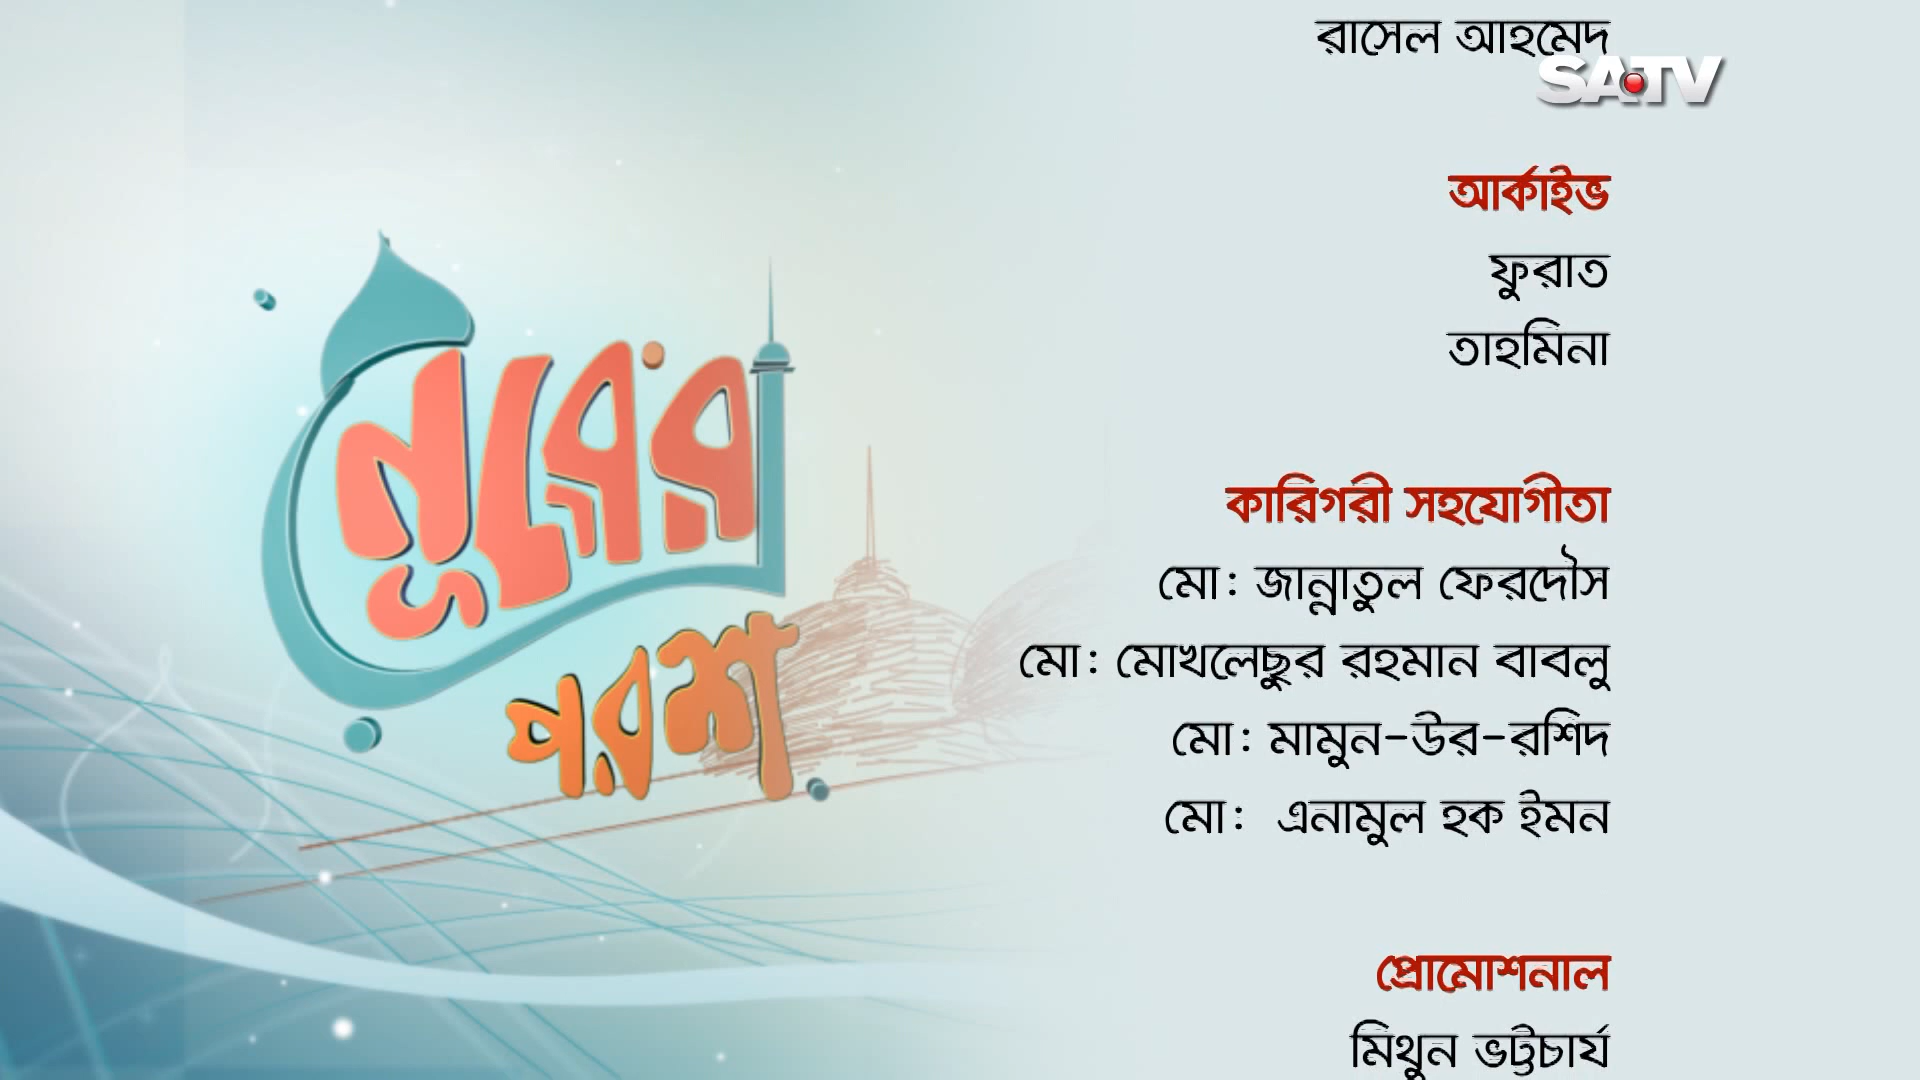 রাসেল আহমেদ
SATV
আর্কাইভ
ফুরাত
তাহমিনা
নূরের
পরশ
কারিগরী সহযোগীতা
মো: জান্নাতুল ফেরদৌস
মো: মোখলেছুর রহমান বাবলু
মো: মামুন-উর-রশিদ
মো: এনামুল হক ইমন
প্রোমোশনাল
মিথুন ভট্টচার্য